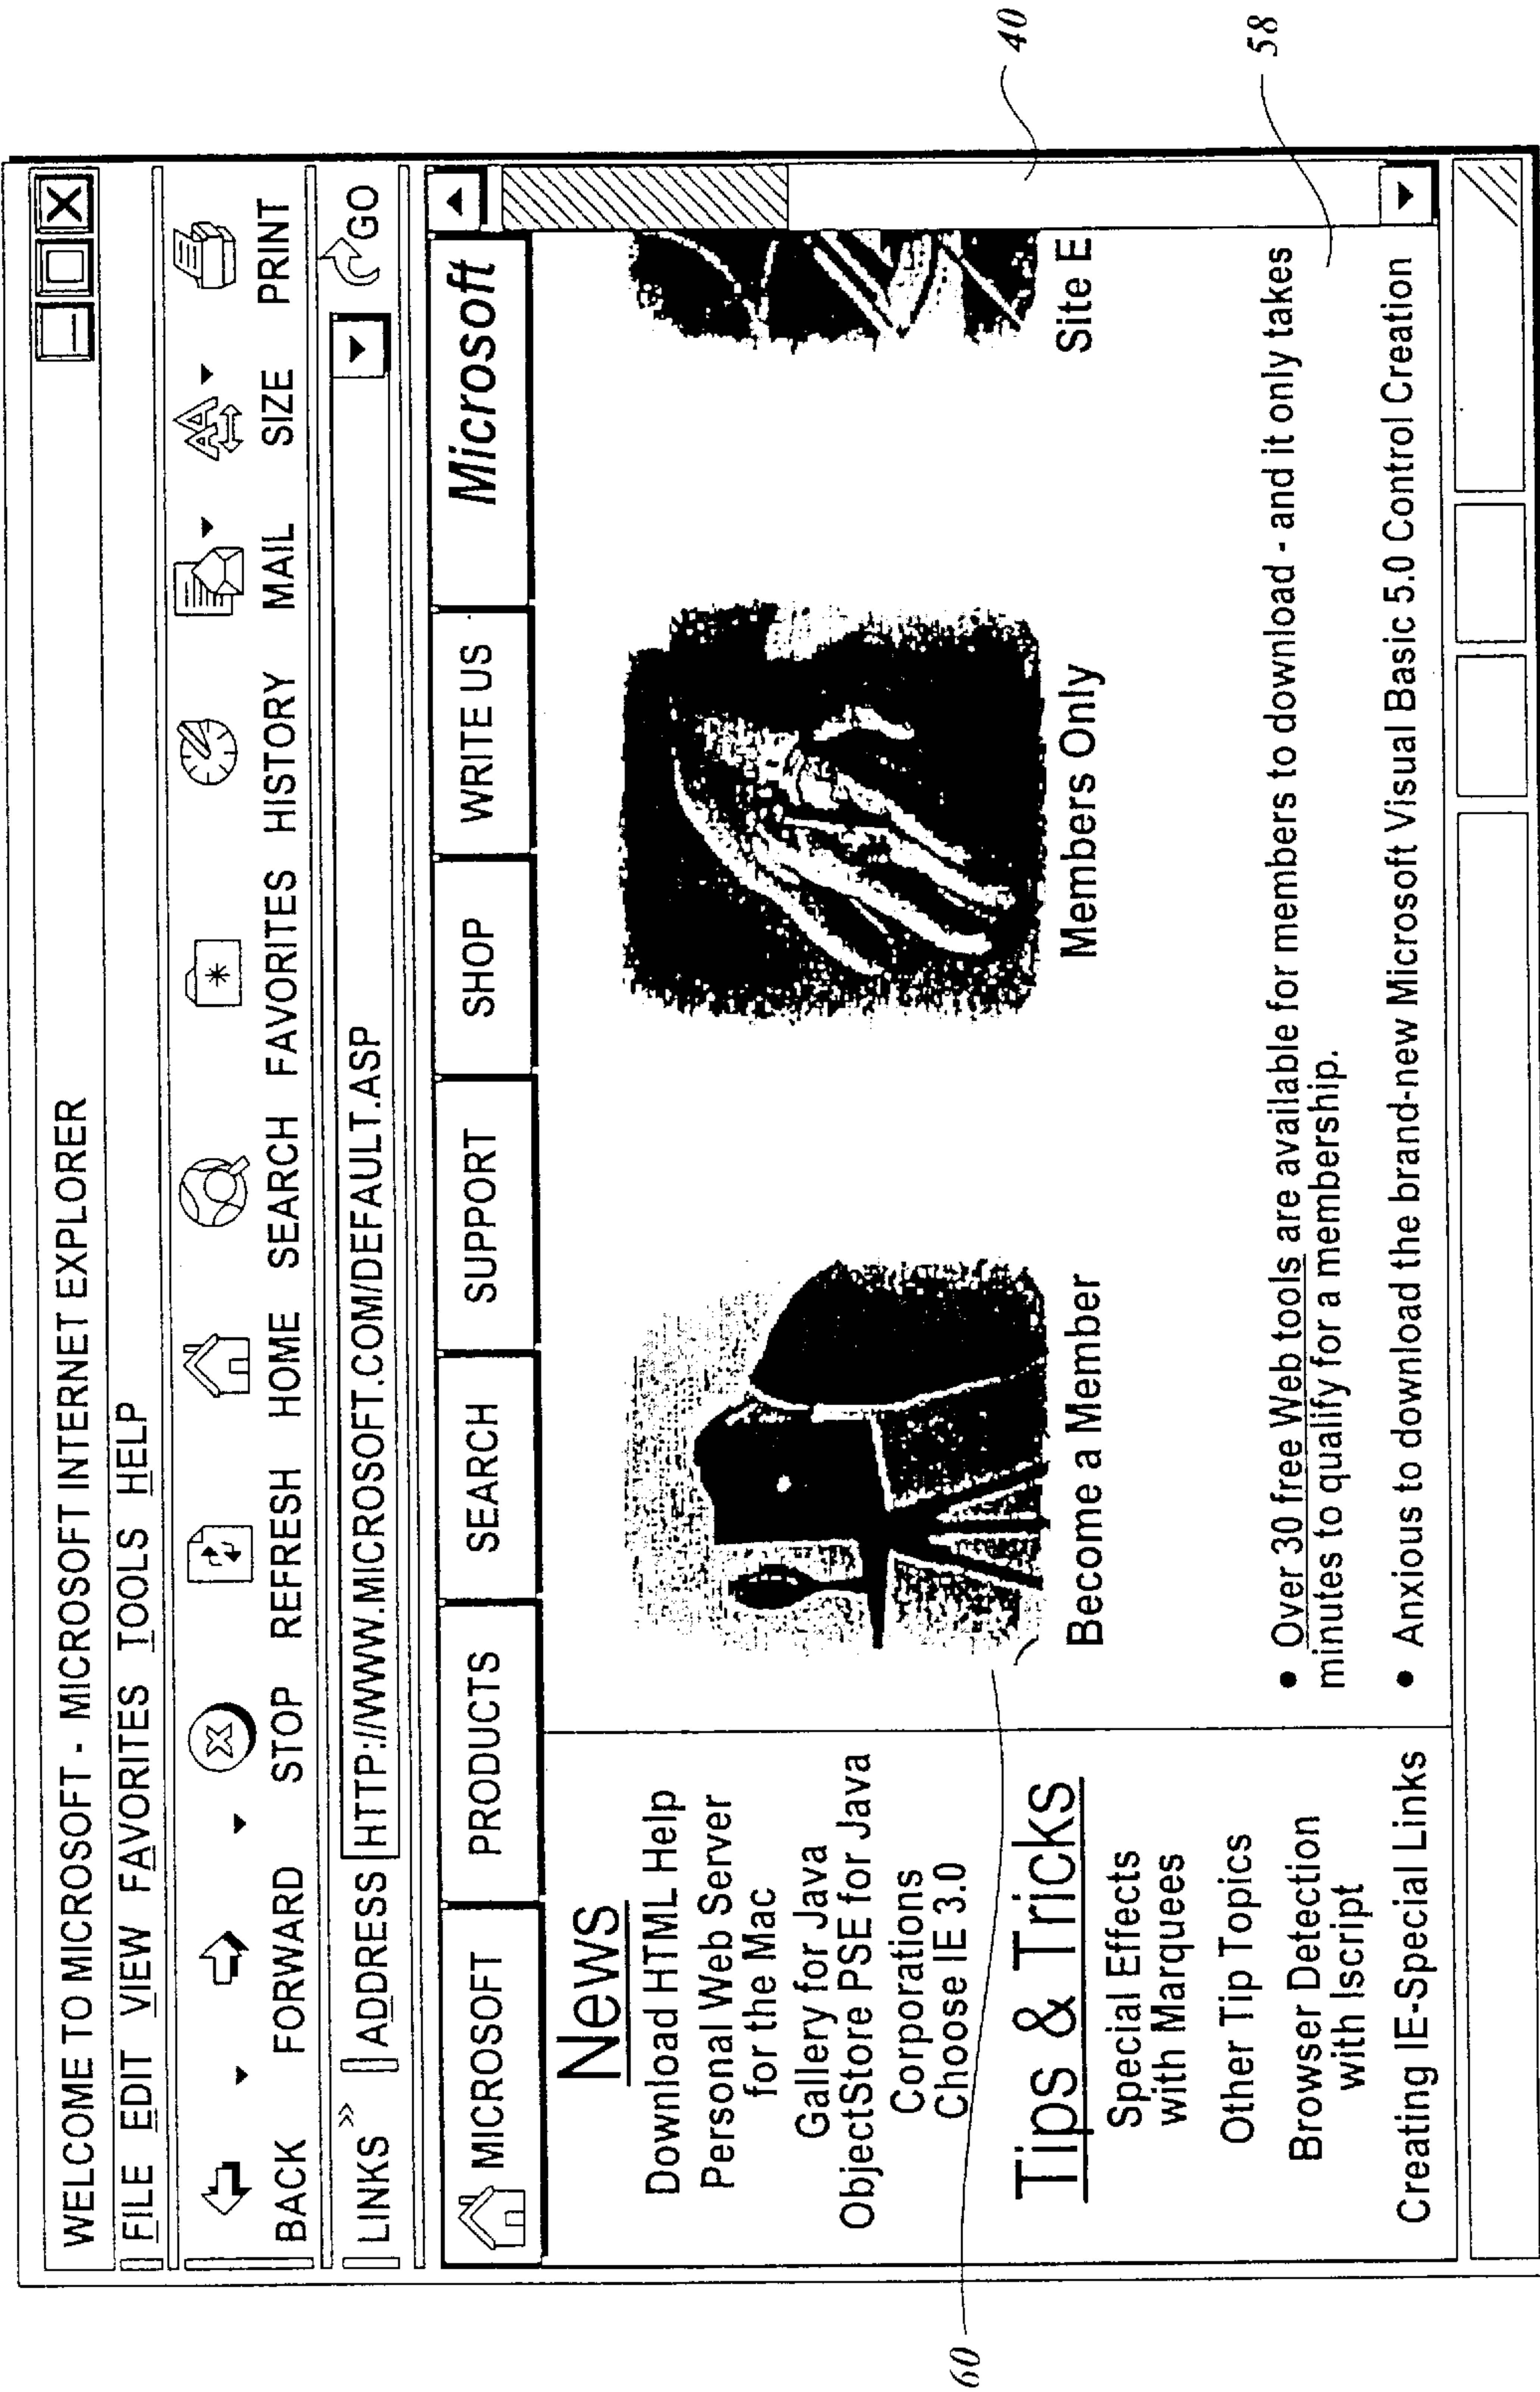 WELCOME TO MICROSOFT - MICROSOFT INTERNET EXPLORER
FILE EDIT VIEW FAVORITES TOOLS HELP
BACK FORWARD STOP REFRESH HOME SEARCH FAVORITES HISTORY MAIL SIZE PRINT
LINKS » ADDRESS HTTP://WWW.MICROSOFT.COM/DEFAULT.ASP GO
MICROSOFT PRODUCTS SEARCH SUPPORT SHOP WRITE US Microsoft
News
Download HTML Help
Personal Web Server
for the Mac
Gallery for Java
ObjectStore PSE for Java
Corporations
Choose IE 3.0
Tips & Tricks
Special Effects
with Marquees
Other Tip Topics
Browser Detection
with Iscript
Creating IE-Special Links
Become a Member
Members Only
Site E
• Over 30 free Web tools are available for members to download - and it only takes
minutes to qualify for a membership.
• Anxious to download the brand-new Microsoft Visual Basic 5.0 Control Creation
40
58
60